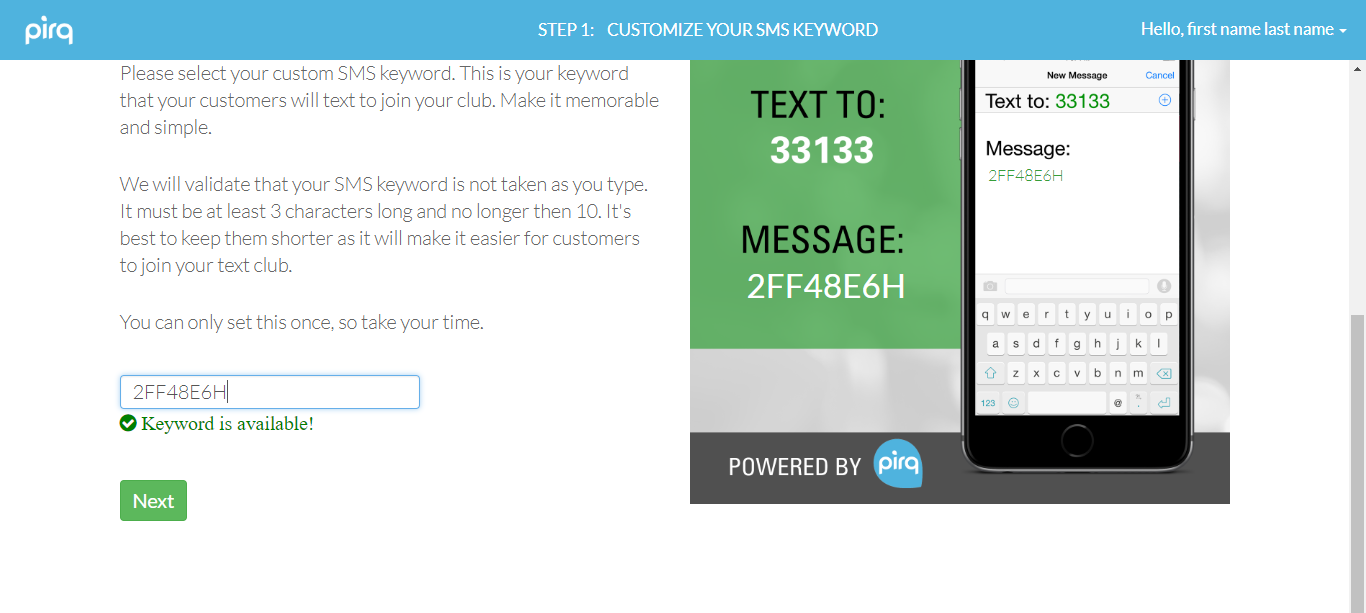 pirq
STEP 1: CUSTOMIZE YOUR SMS KEYWORD
Hello, first name last name
Please select your custom SMS keyword. This is your keyword
that your customers will text to join your club. Make it memorable
and simple.
We will validate that your SMS keyword is not taken as you type.
It must be at least 3 characters long and no longer then 10. It's
best to keep them shorter as it will make it easier for customers
to join your text club.
You can only set this once, so take your time.
2FF48E6H
Keyword is available!
Next
TEXT TO:
33133
MESSAGE:
2FF48E6H
POWERED BY pirq
New Message Cancel
Text to: 33133
Message:
2FF48E6H
q w e r t y u i o p
a s d f g h j k l
z x c v b n m
123 @ .